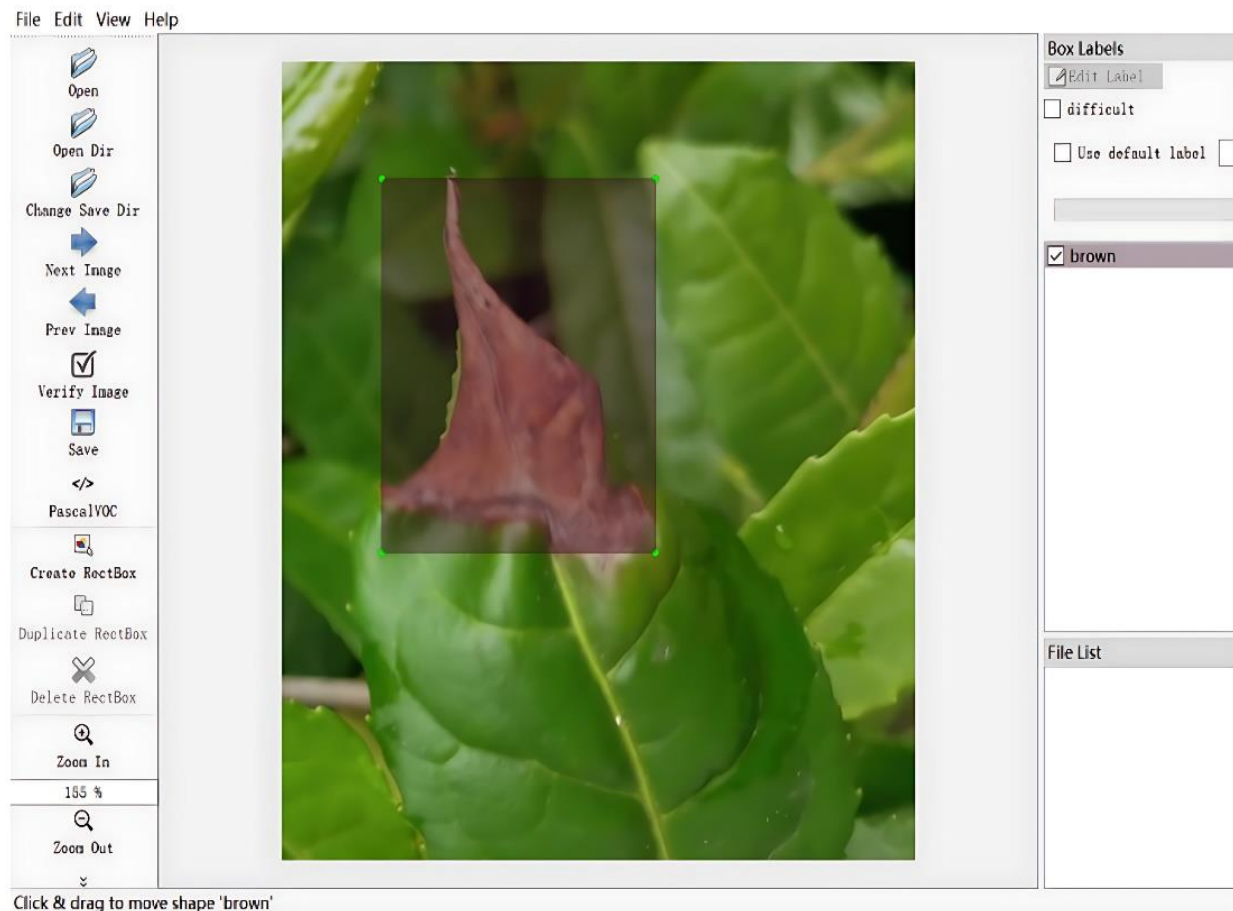 File Edit View Help
Open
Open Dir
Change Save Dir
Next Image
Prev Image
Verify Image
Save
</>
PascalVOC
Create RectBox
Duplicate RectBox
Delete RectBox
Zoom In
155 %
Zoom Out
Box Labels
Edit Label
difficult
Use default label
brown
File List
Click & drag to move shape 'brown'